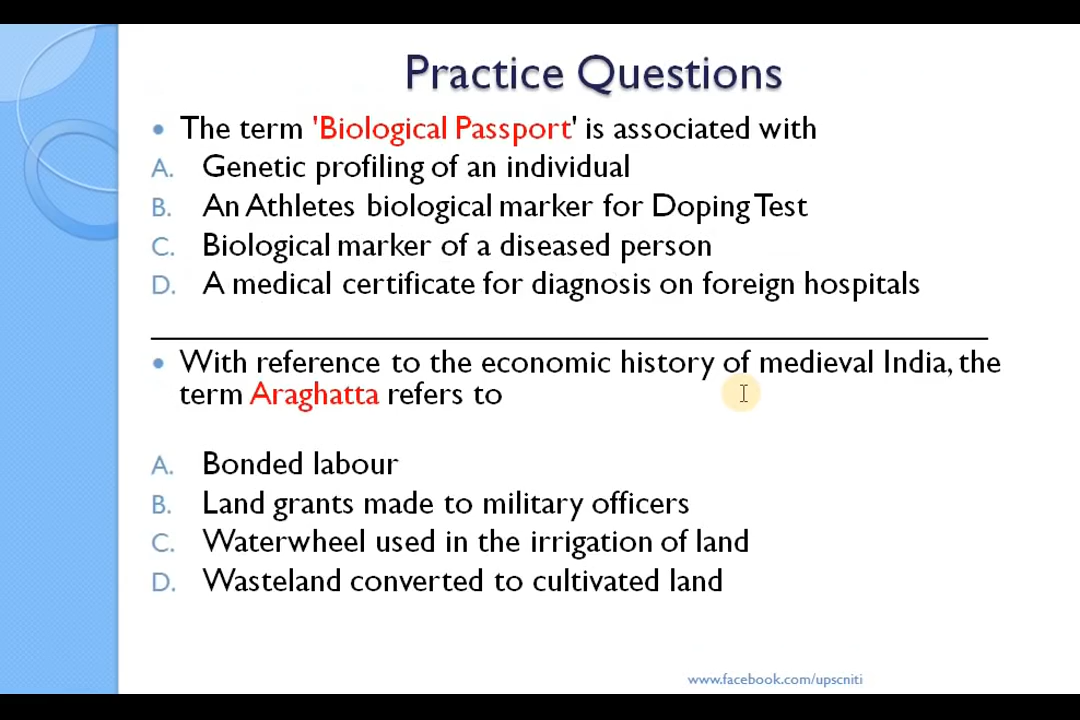 Practice Questions
• The term 'Biological Passport' is associated with
A. Genetic profiling of an individual
B. An Athletes biological marker for Doping Test
C. Biological marker of a diseased person
D. A medical certificate for diagnosis on foreign hospitals
• With reference to the economic history of medieval India, the
term Araghatta refers to
A. Bonded labour
B. Land grants made to military officers
C. Waterwheel used in the irrigation of land
D. Wasteland converted to cultivated land
www.facebook.com/upscniti